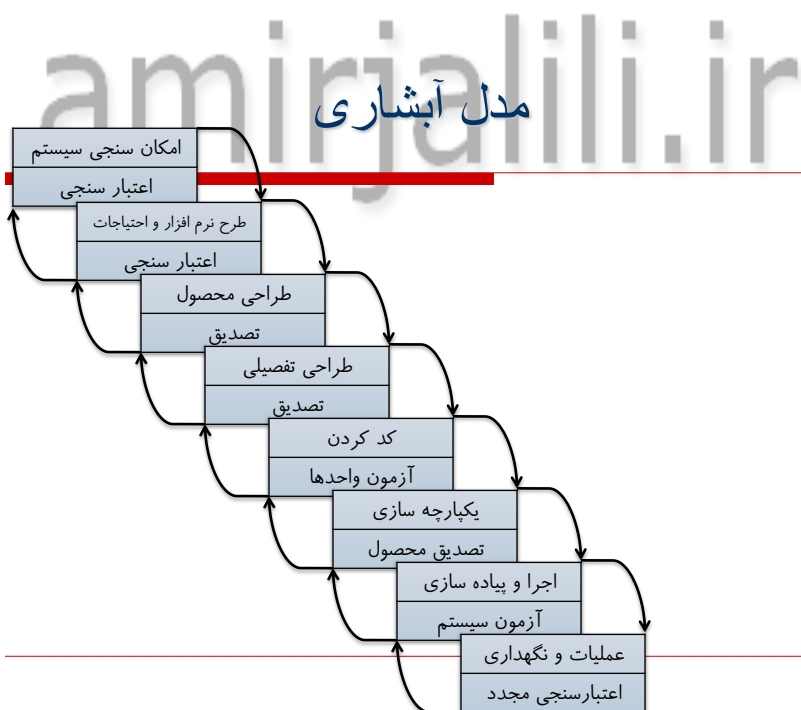 amirjalili.ir
مدل آبشاری
امکان سنجی سیستم
اعتبار سنجی
طرح نرم افزار و احتیاجات
اعتبار سنجی
طراحی محصول
تصدیق
طراحی تفصیلی
تصدیق
کد کردن
آزمون واحدها
یکپارچه سازی
تصدیق محصول
اجرا و پیاده سازی
آزمون سیستم
عملیات و نگهداری
اعتبارسنجی مجدد